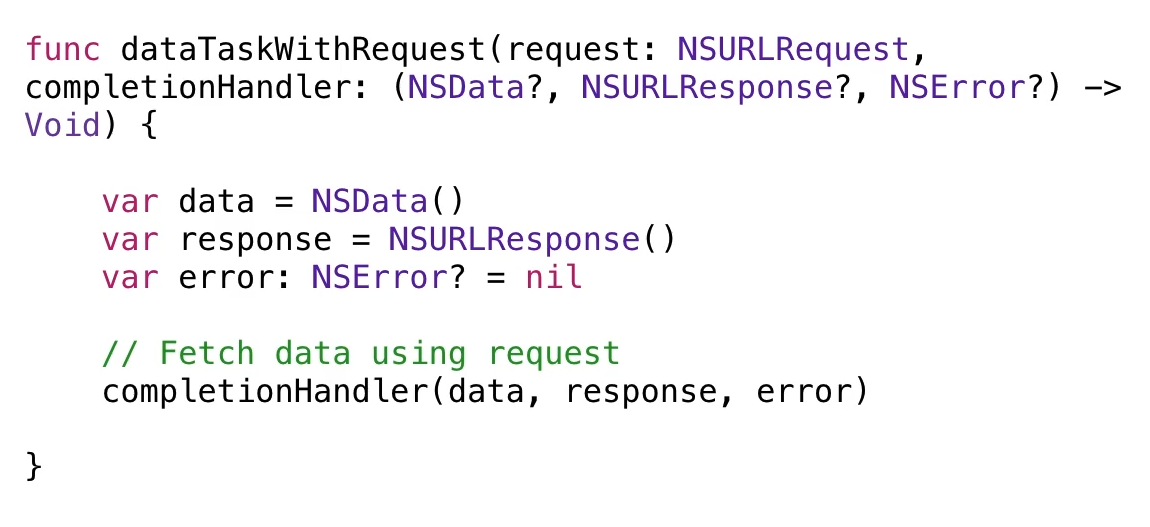 func dataTaskWithRequest(request: NSURLRequest,
completionHandler: (NSData?, NSURLResponse?, NSError?) ->
Void) {
var data = NSData()
var response = NSURLResponse()
var error: NSError? = nil
// Fetch data using request
completionHandler(data, response, error)
}